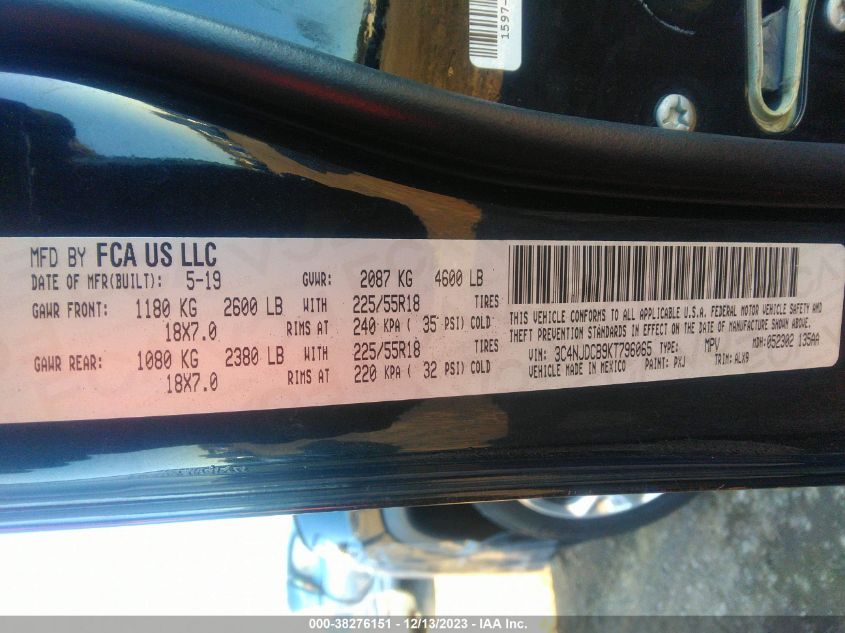 1597-
MFD BY FCA US LLC
DATE OF MFR(BUILT): 5-19 GVWR: 2087 KG 4600 LB
GAWR FRONT: 1180 KG 2600 LB WITH 225/55R18 TIRES
18X7.0 RIMS AT 240 KPA ( 35 PSI) COLD
GAWR REAR: 1080 KG 2380 LB WITH 225/55R18 TIRES
18X7.0 RIMS AT 220 KPA ( 32 PSI) COLD
THIS VEHICLE CONFORMS TO ALL APPLICABLE U.S.A. FEDERAL MOTOR VEHICLE SAFETY AND
THEFT PREVENTION STANDARDS IN EFFECT ON THE DATE OF MANUFACTURE SHOWN ABOVE.
VIN: 3C4NJDCB9KT796065 TYPE: MPV MDH: 052302 135AA
VEHICLE MADE IN MEXICO PAINT: PXJ TRIM: ALX9
000-38276151 - 12/13/2023 - IAA Inc.